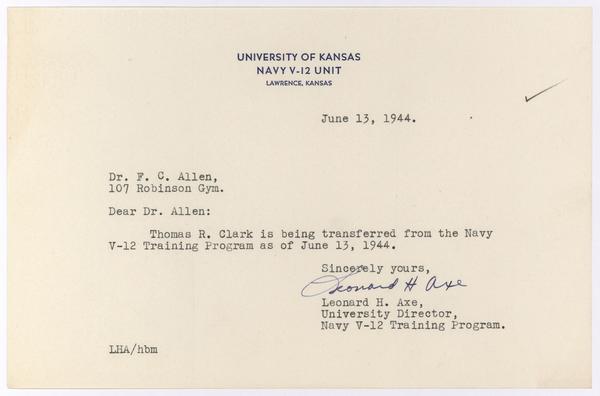 UNIVERSITY OF KANSAS
NAVY V-12 UNIT
LAWRENCE, KANSAS
June 13, 1944.
Dr. F. C. Allen,
107 Robinson Gym.
Dear Dr. Allen:
Thomas R. Clark is being transferred from the Navy
V-12 Training Program as of June 13, 1944.
Sincerely yours,
Leonard H Axe
Leonard H. Axe,
University Director,
Navy V-12 Training Program.
LHA/hbm